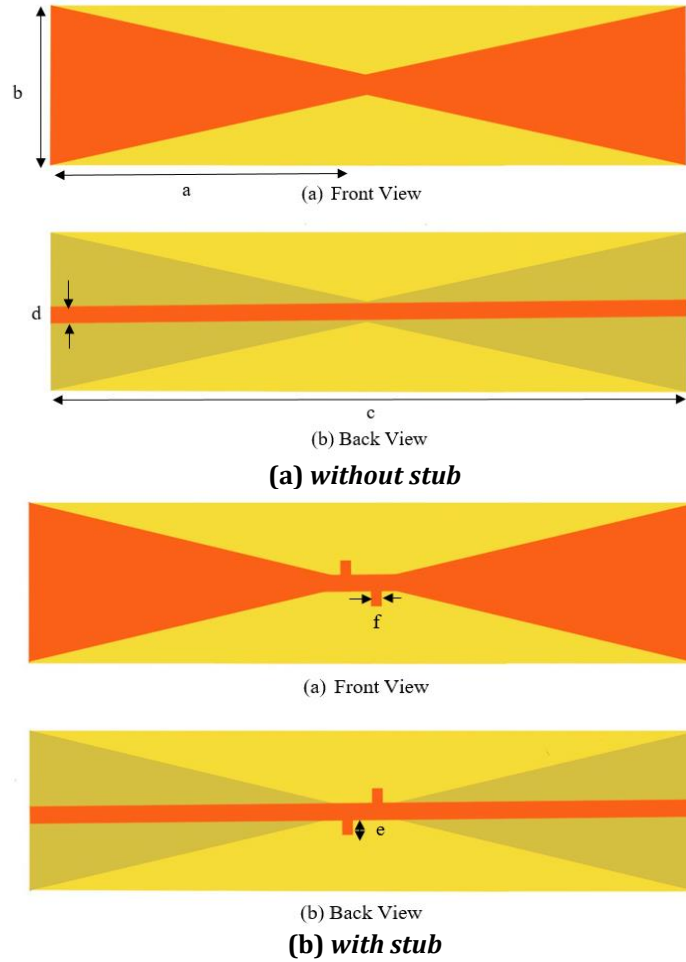 b
a
(a) Front View
d
c
(b) Back View
(a) without stub
f
(a) Front View
e
(b) Back View
(b) with stub